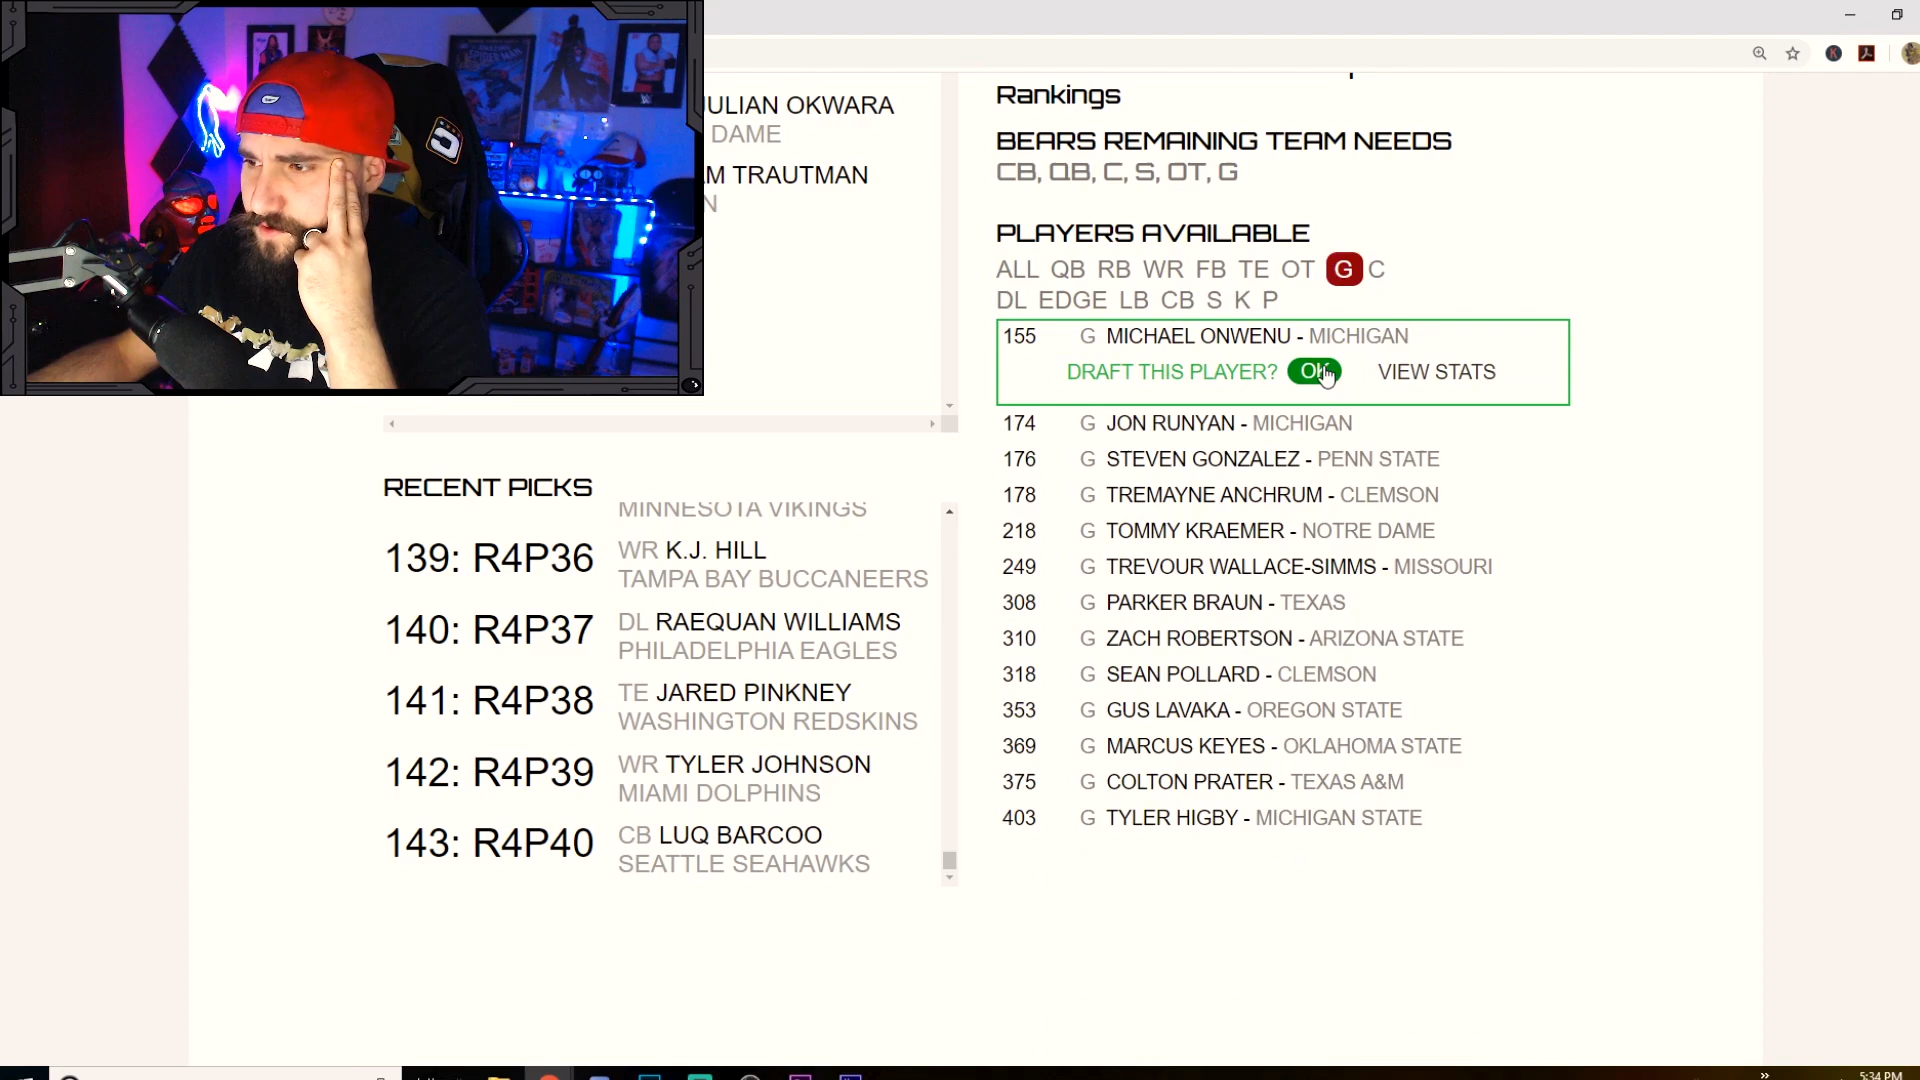 Rankings
BEARS REMAINING TEAM NEEDS
CB, QB, C, S, OT, G
PLAYERS AVAILABLE
ALL QB RB WR FB TE OT G C
DL EDGE LB CB S K P
155 G MICHAEL ONWENU - MICHIGAN
DRAFT THIS PLAYER? OK VIEW STATS
174 G JON RUNYAN - MICHIGAN
176 G STEVEN GONZALEZ - PENN STATE
178 G TREMAYNE ANCHRUM - CLEMSON
218 G TOMMY KRAEMER - NOTRE DAME
249 G TREVOUR WALLACE-SIMMS - MISSOURI
308 G PARKER BRAUN - TEXAS
310 G ZACH ROBERTSON - ARIZONA STATE
318 G SEAN POLLARD - CLEMSON
353 G GUS LAVAKA - OREGON STATE
369 G MARCUS KEYES - OKLAHOMA STATE
375 G COLTON PRATER - TEXAS A&M
403 G TYLER HIGBY - MICHIGAN STATE
OKWARA
DAME
TRAUTMAN
RECENT PICKS
MINNESOTA VIKINGS
139: R4P36 WR K.J. HILL
TAMPA BAY BUCCANEERS
140: R4P37 DL RAEQUAN WILLIAMS
PHILADELPHIA EAGLES
141: R4P38 TE JARED PINKNEY
WASHINGTON REDSKINS
142: R4P39 WR TYLER JOHNSON
MIAMI DOLPHINS
143: R4P40 CB LUQ BARCOO
SEATTLE SEAHAWKS
5:34 PM